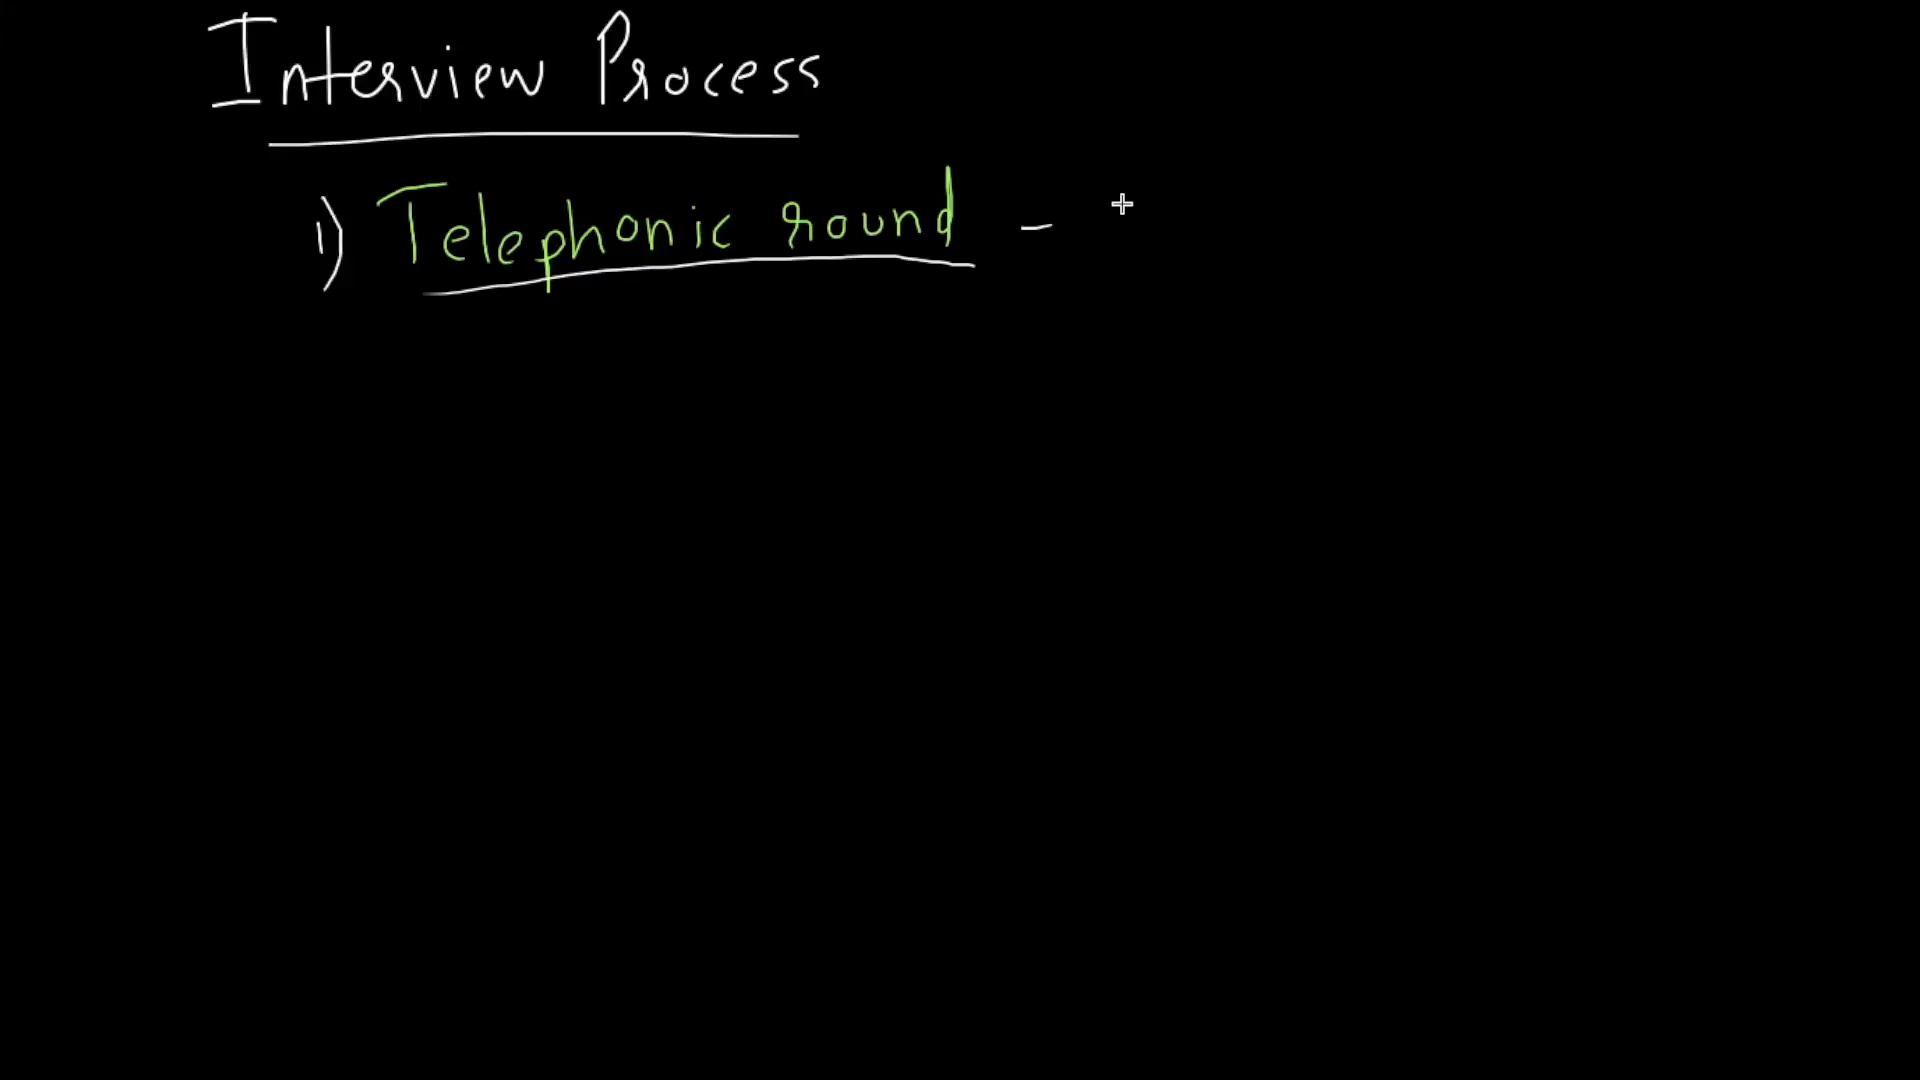 Interview Process
1) Telephonic round -